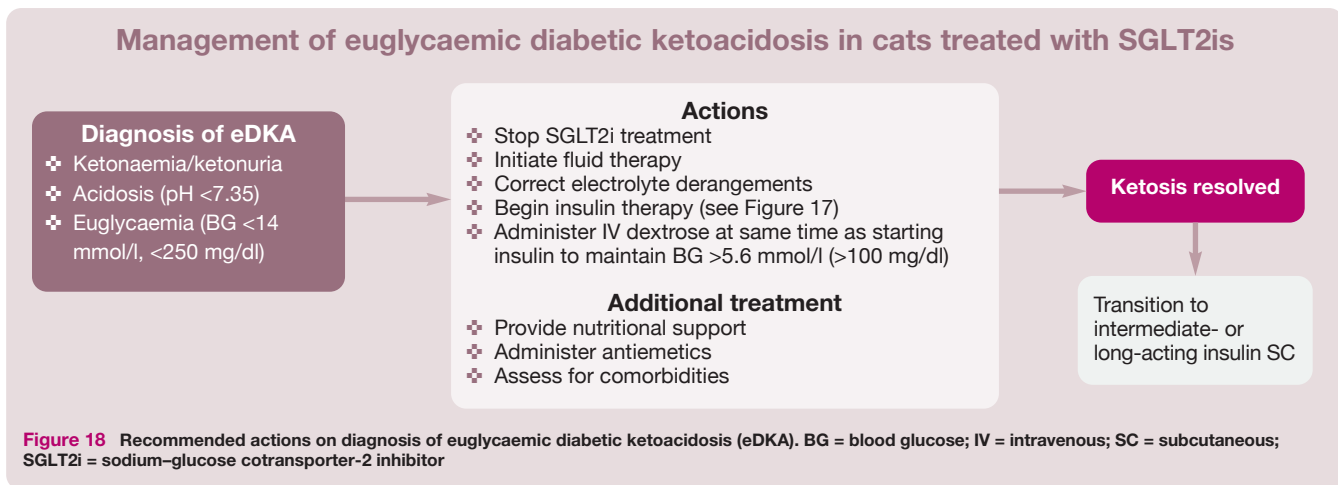 Management of euglycaemic diabetic ketoacidosis in cats treated with SGLT2is
Diagnosis of eDKA
✜ Ketonaemia/ketonuria
✜ Acidosis (pH <7.35)
✜ Euglycaemia (BG <14
mmol/l, <250 mg/dl)
Actions
✜ Stop SGLT2i treatment
✜ Initiate fluid therapy
✜ Correct electrolyte derangements
✜ Begin insulin therapy (see Figure 17)
✜ Administer IV dextrose at same time as starting
insulin to maintain BG >5.6 mmol/l (>100 mg/dl)
Additional treatment
✜ Provide nutritional support
✜ Administer antiemetics
✜ Assess for comorbidities
Ketosis resolved
Transition to
intermediate- or
long-acting insulin SC
Figure 18 Recommended actions on diagnosis of euglycaemic diabetic ketoacidosis (eDKA). BG = blood glucose; IV = intravenous; SC = subcutaneous;
SGLT2i = sodium–glucose cotransporter-2 inhibitor